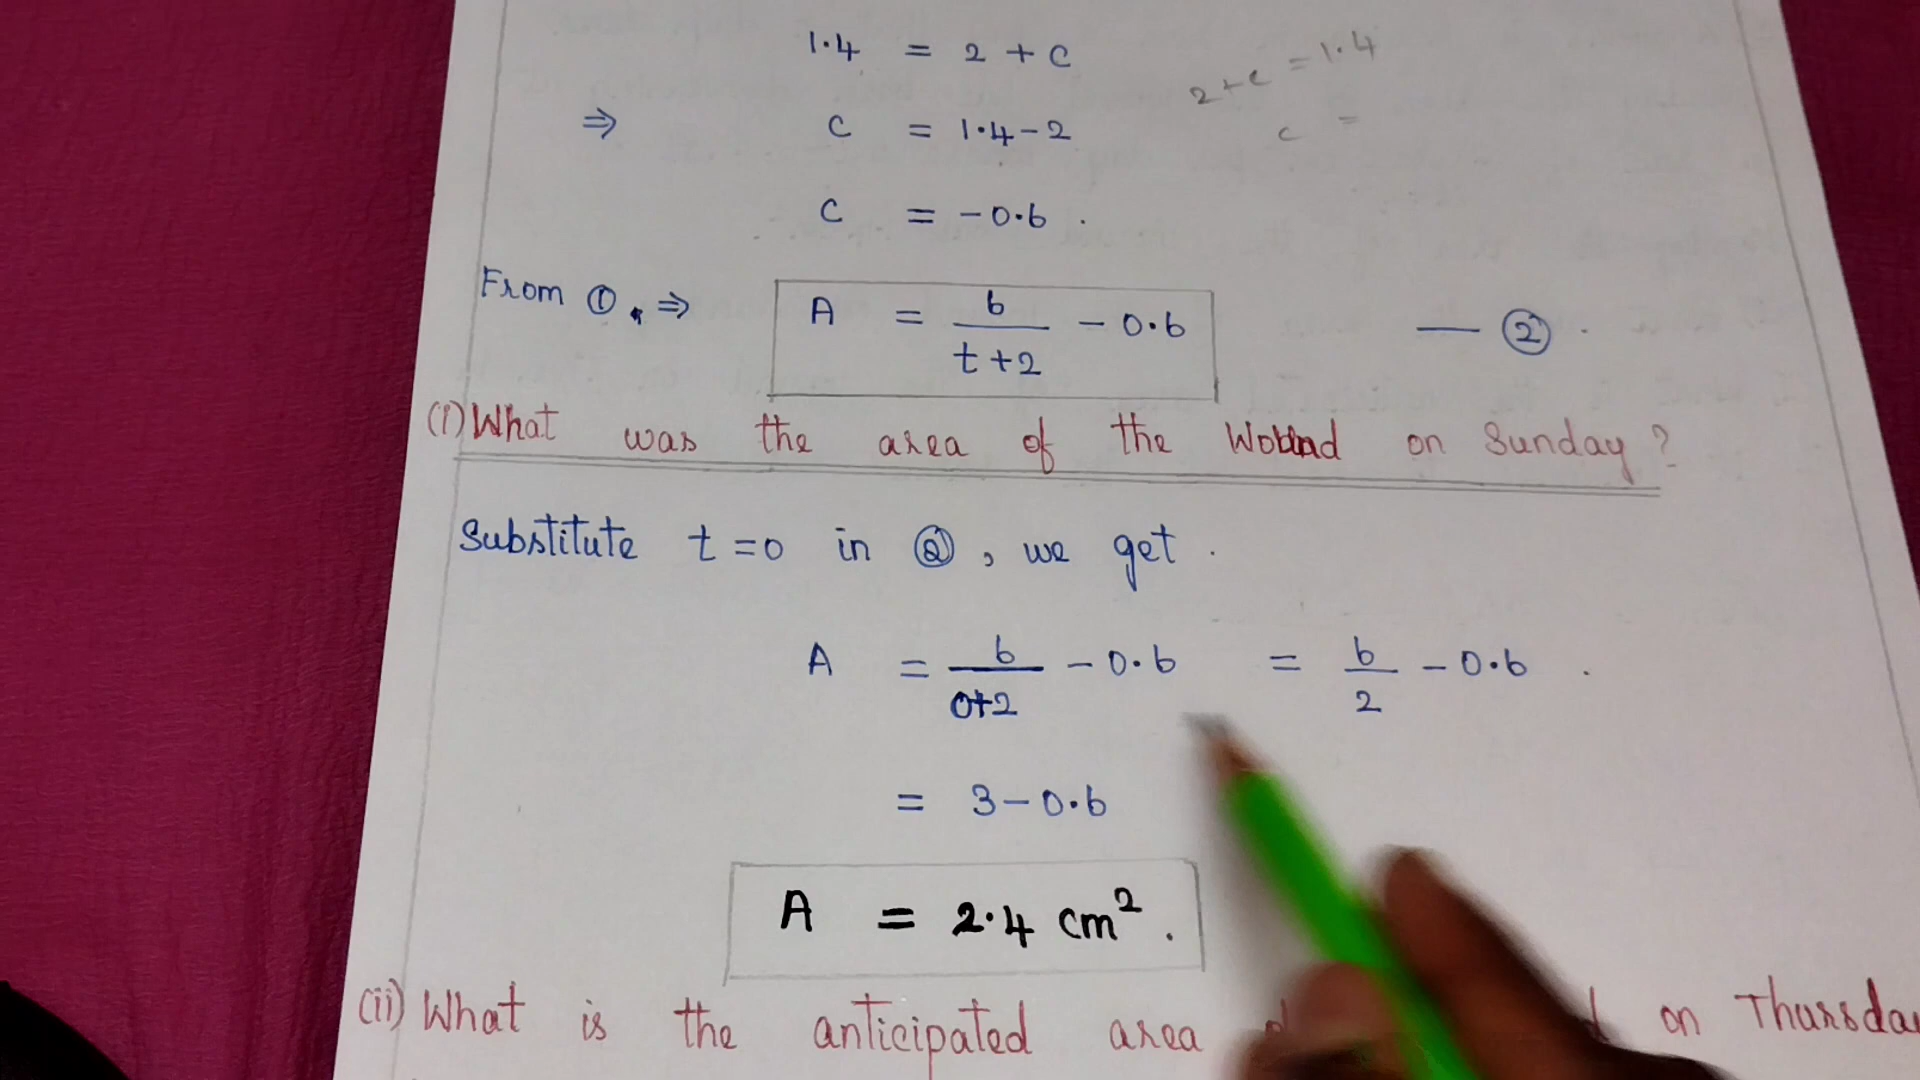 1.4 = 2 + C
2+c = 1.4
⇒ C = 1.4 - 2
c =
C = -0.6 .
From ①, ⇒ A = 6/(t+2) - 0.6 — ② .
(i) What was the area of the Wound on Sunday ?
Substitute t = 0 in ②, we get .
A = 6/(0+2) - 0.6 = 6/2 - 0.6 .
= 3 - 0.6
A = 2.4 cm² .
(ii) What is the anticipated area on